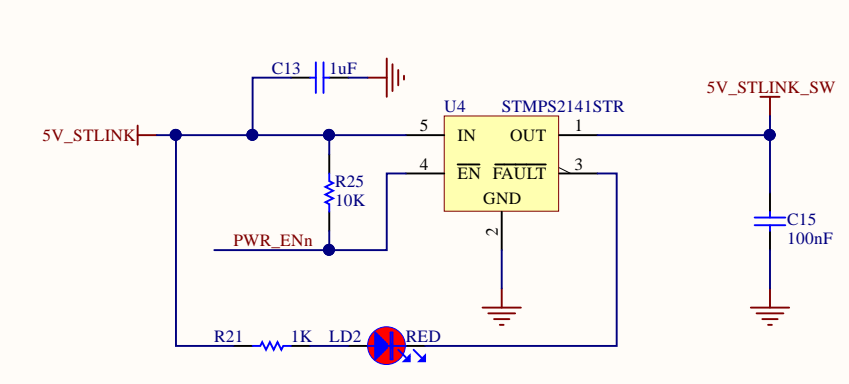 C13 1uF
U4 STMPS2141STR
5V_STLINK_SW
5V_STLINK
5 IN OUT 1
4 EN FAULT 3
R25
10K
GND
2
C15
100nF
PWR_ENn
R21 1K LD2 RED